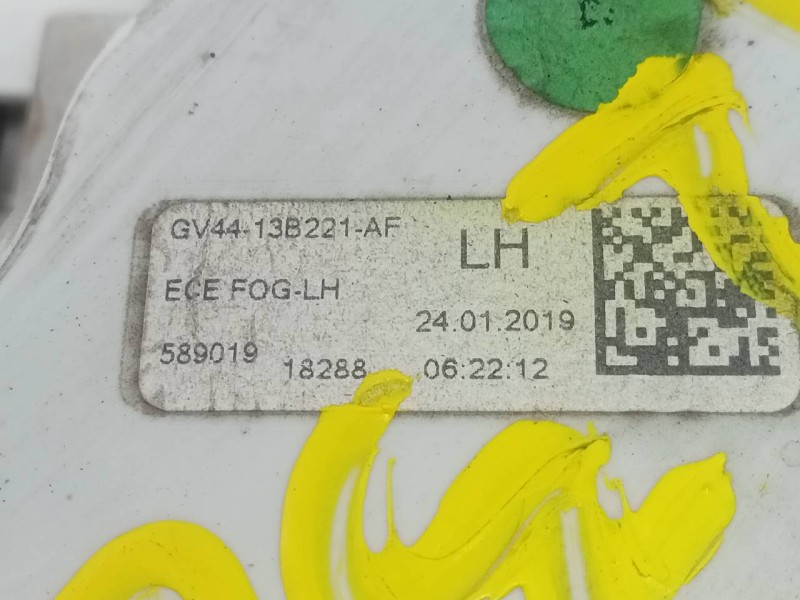 GV44-13B221-AF
LH
ECE FOG-LH
24.01.2019
589019
18288
06:22:12